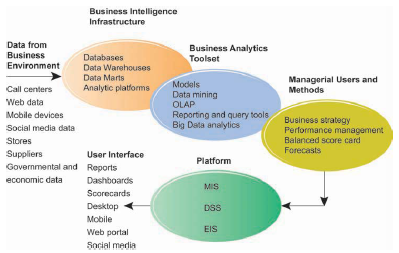 Business Intelligence
Infrastructure
Data from
Business
Environment
Call centers
Web data
Mobile devices
Social media data
Stores
Suppliers
Governmental and
economic data
Databases
Data Warehouses
Data Marts
Analytic platforms
Business Analytics
Toolset
Models
Data mining
OLAP
Reporting and query tools
Big Data analytics
Managerial Users and
Methods
Business strategy
Performance management
Balanced score card
Forecasts
Platform
MIS
DSS
EIS
User Interface
Reports
Dashboards
Scorecards
Desktop
Mobile
Web portal
Social media